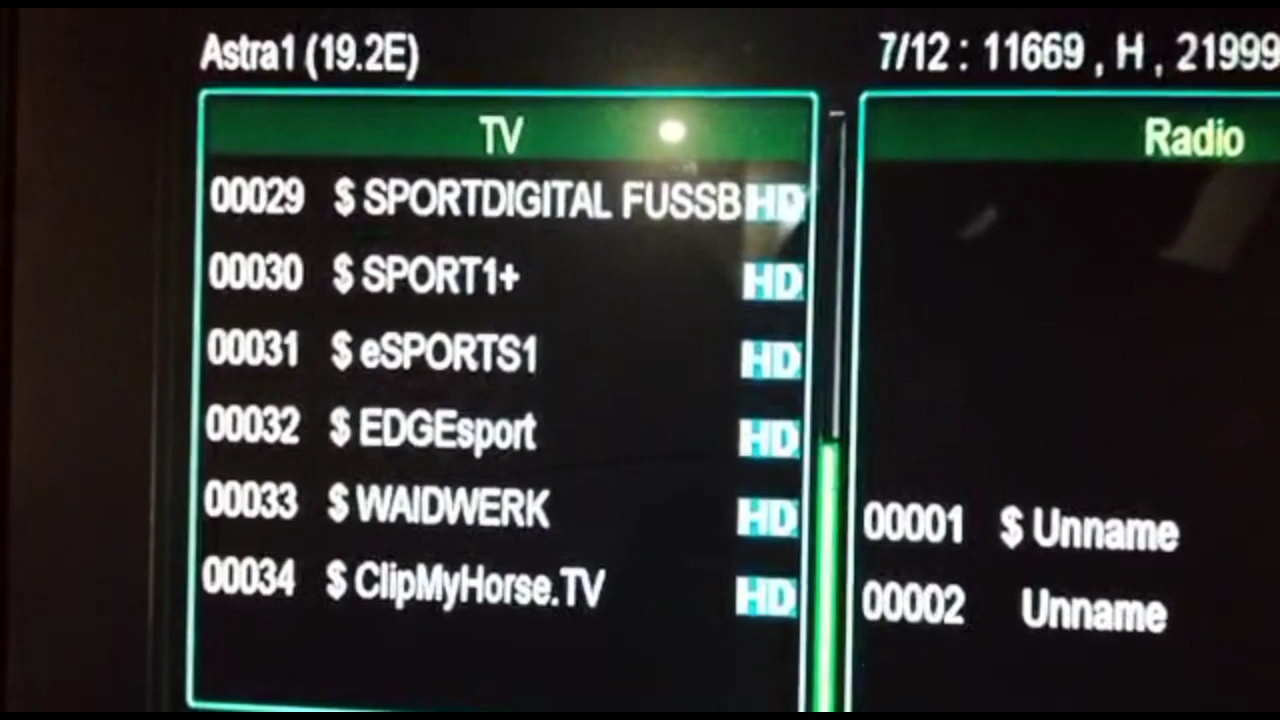 Astra1 (19.2E)
7/12 : 11669 , H , 21999
TV
00029 $ SPORTDIGITAL FUSSB HD
00030 $ SPORT1+ HD
00031 $ eSPORTS1 HD
00032 $ EDGEsport HD
00033 $ WAIDWERK HD
00034 $ ClipMyHorse.TV HD
Radio
00001 $ Unname
00002 Unname